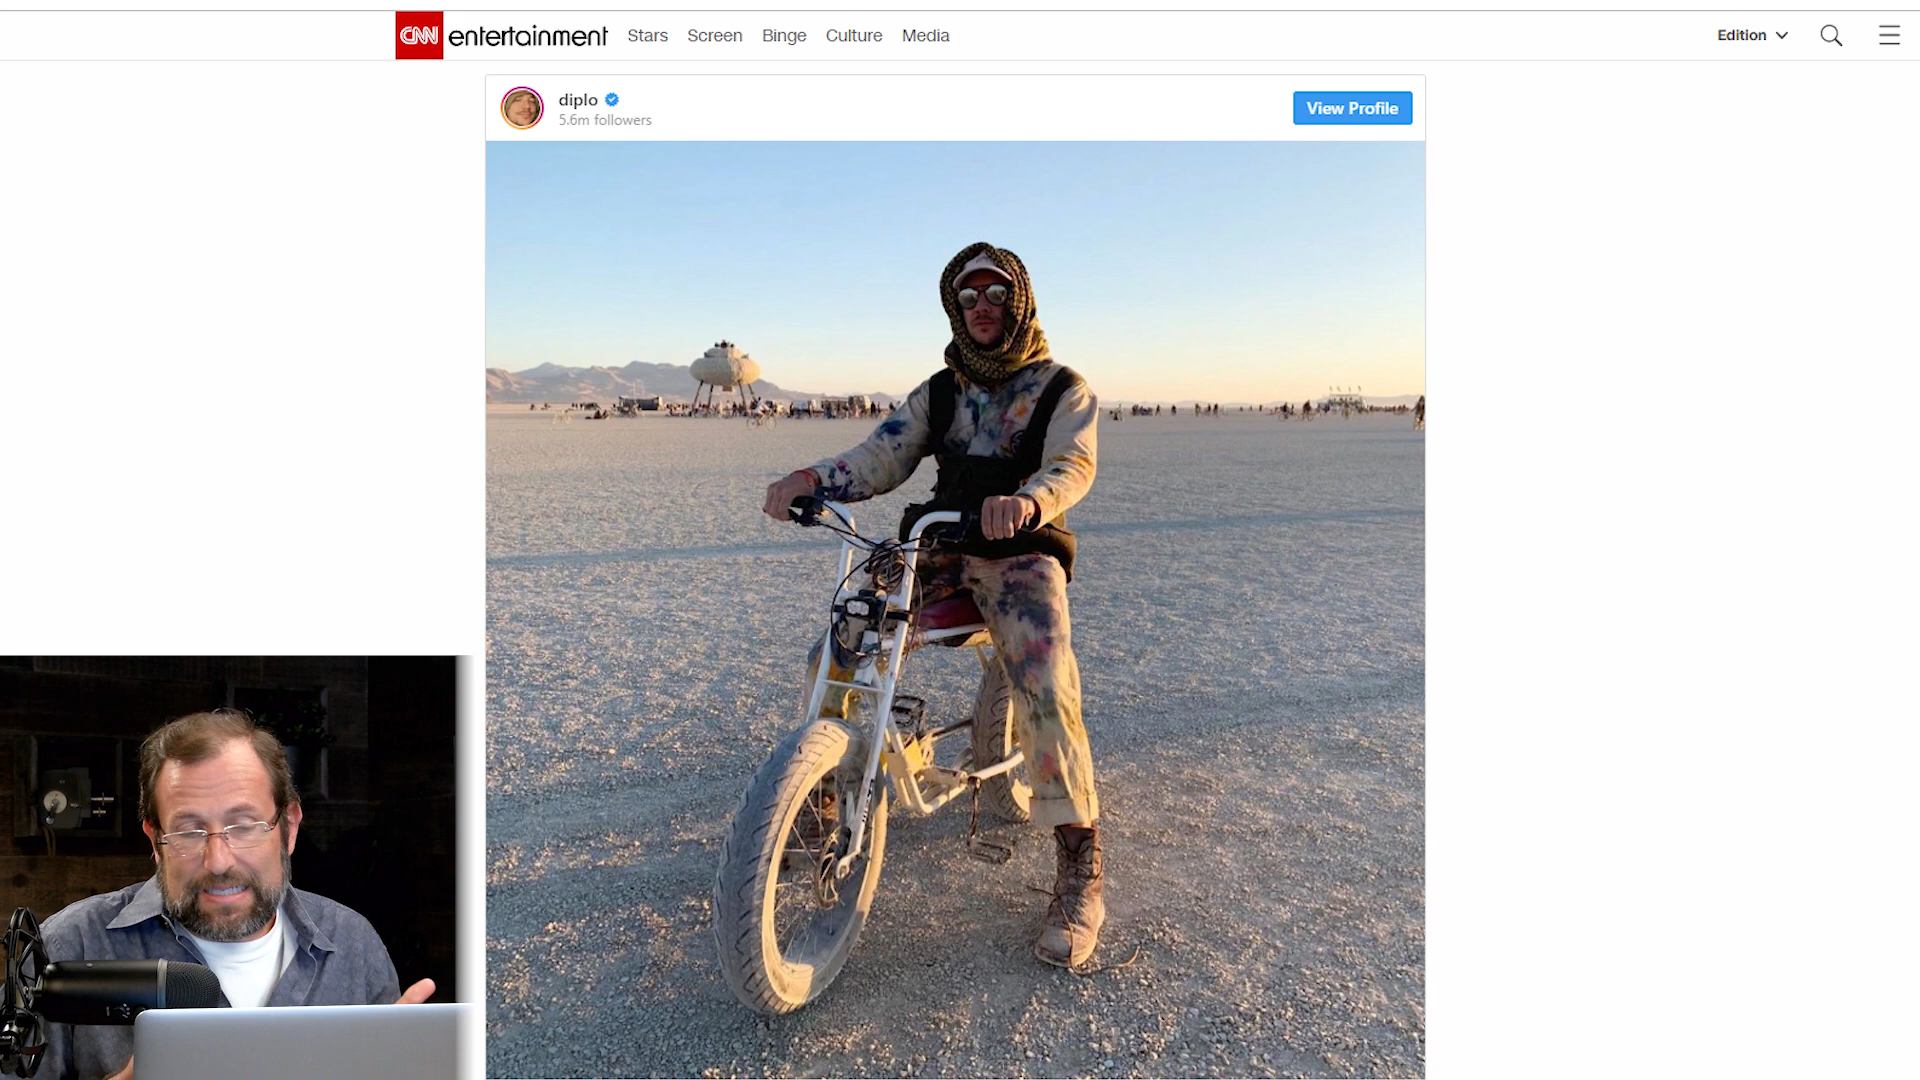 CNN entertainment Stars Screen Binge Culture Media Edition
diplo
5.6m followers
View Profile